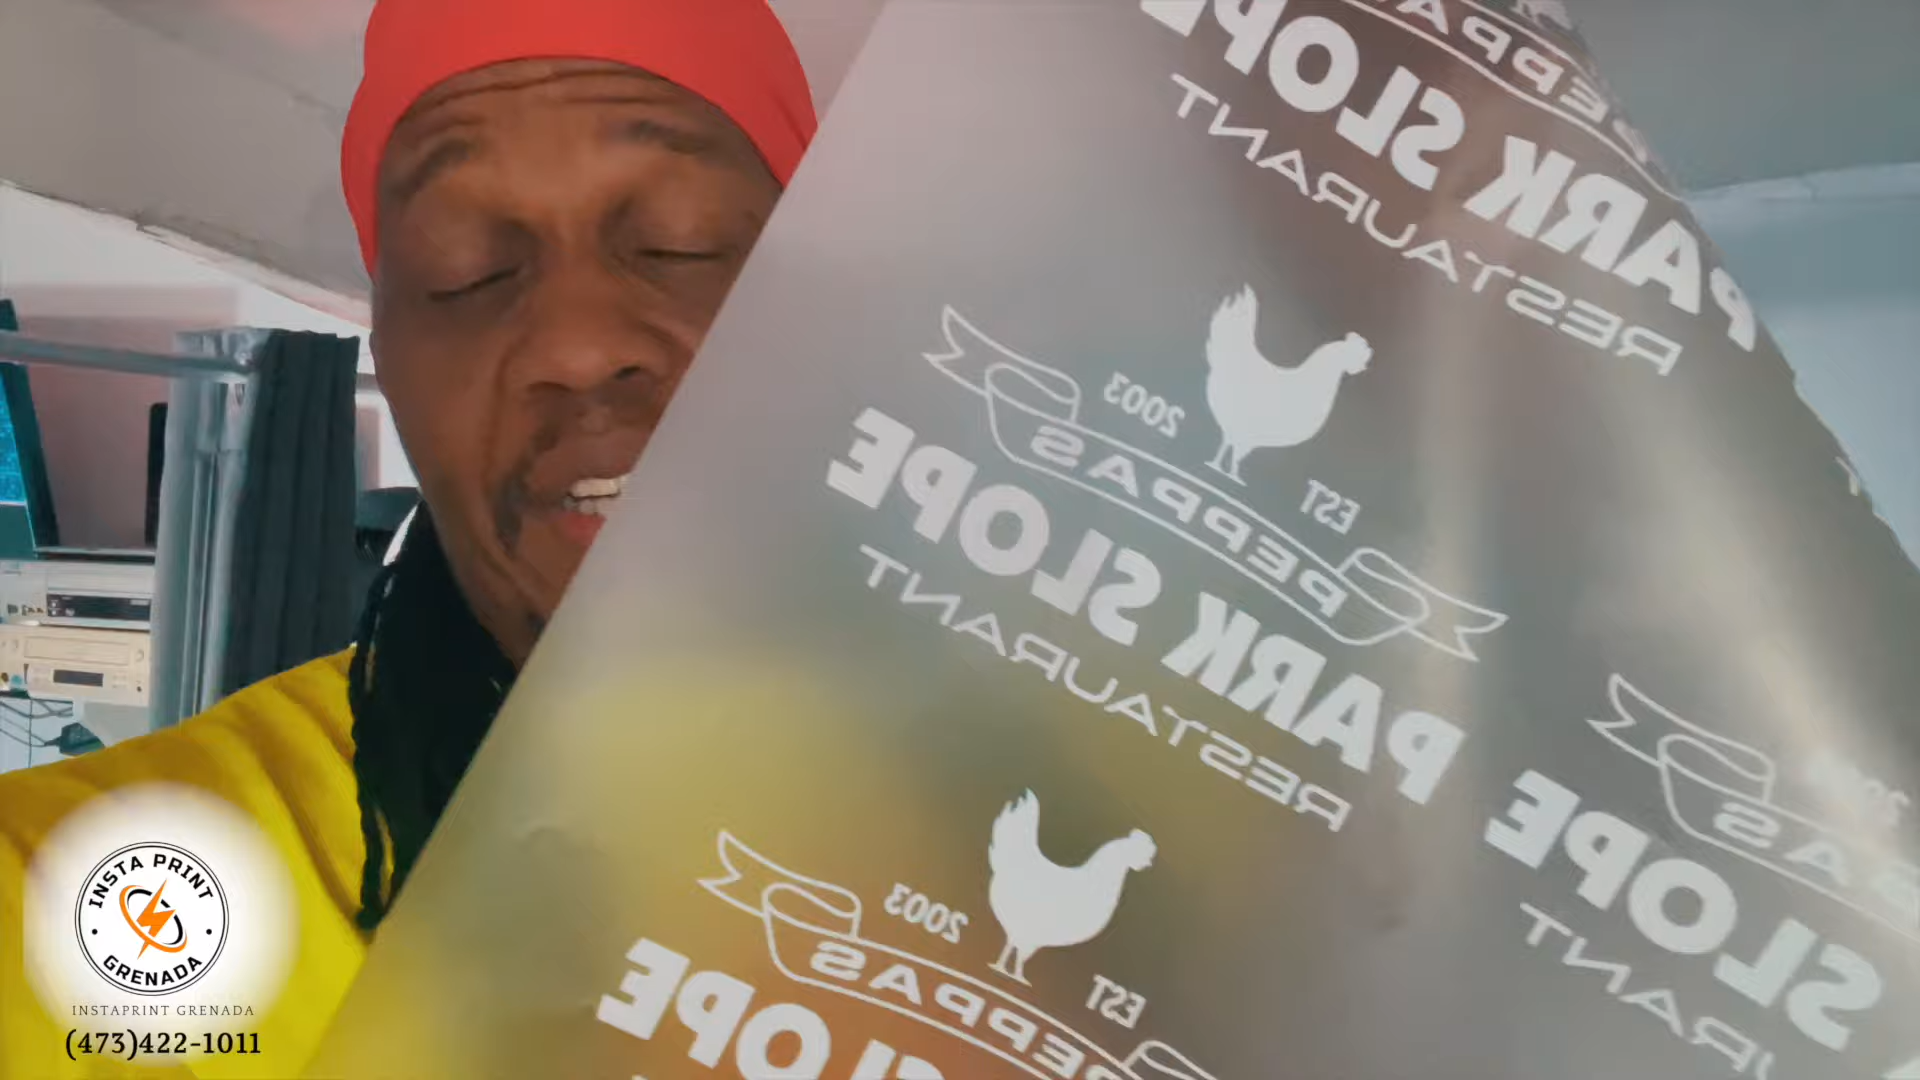 PARK SLOPE
RESTAURANT
EST 2003
PEPPAS
PARK SLOPE
RESTAURANT
EST 2003
PEPPAS
SLOPE
SLOPE
INSTA PRINT
GRENADA
INSTAPRINT GRENADA
(473)422-1011